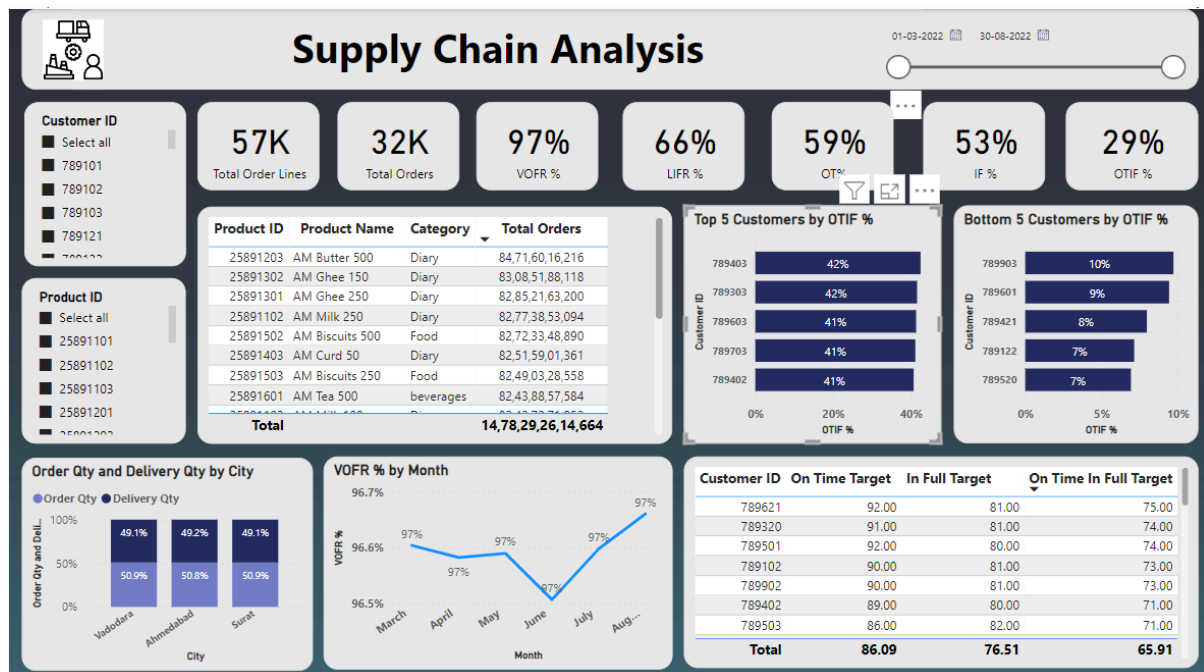 Supply Chain Analysis
01-03-2022 30-08-2022
Customer ID
Select all
789101
789102
789103
789121
57K
Total Order Lines
32K
Total Orders
97%
VOFR %
66%
LIFR %
59%
OT%
53%
IF %
29%
OTIF %
Product ID
Select all
25891101
25891102
25891103
25891201
Product ID Product Name Category Total Orders
25891203 AM Butter 500 Diary 84,71,60,16,216
25891302 AM Ghee 150 Diary 83,08,51,88,118
25891301 AM Ghee 250 Diary 82,85,21,63,200
25891102 AM Milk 250 Diary 82,77,38,53,094
25891502 AM Biscuits 500 Food 82,72,33,48,890
25891403 AM Curd 50 Diary 82,51,59,01,361
25891503 AM Biscuits 250 Food 82,49,03,28,558
25891601 AM Tea 500 beverages 82,43,88,57,584
Total 14,78,29,26,14,664
Top 5 Customers by OTIF %
Customer ID
789403 42%
789303 42%
789603 41%
789703 41%
789402 41%
0% 20% 40%
OTIF %
Bottom 5 Customers by OTIF %
Customer ID
789903 10%
789601 9%
789421 8%
789122 7%
789520 7%
0% 5% 10%
OTIF %
Order Qty and Delivery Qty by City
Order Qty Delivery Qty
Order Qty and Deli...
100%
50%
0%
49.1% 49.2% 49.1%
50.9% 50.8% 50.9%
Vadodara Ahmedabad Surat
City
VOFR % by Month
VOFR %
96.7%
96.6%
96.5%
97% 97% 97% 97% 97% 97%
March April May June July Aug...
Month
Customer ID On Time Target In Full Target On Time In Full Target
789621 92.00 81.00 75.00
789320 91.00 81.00 74.00
789501 92.00 80.00 74.00
789102 90.00 81.00 73.00
789902 90.00 81.00 73.00
789402 89.00 80.00 71.00
789503 86.00 82.00 71.00
Total 86.09 76.51 65.91